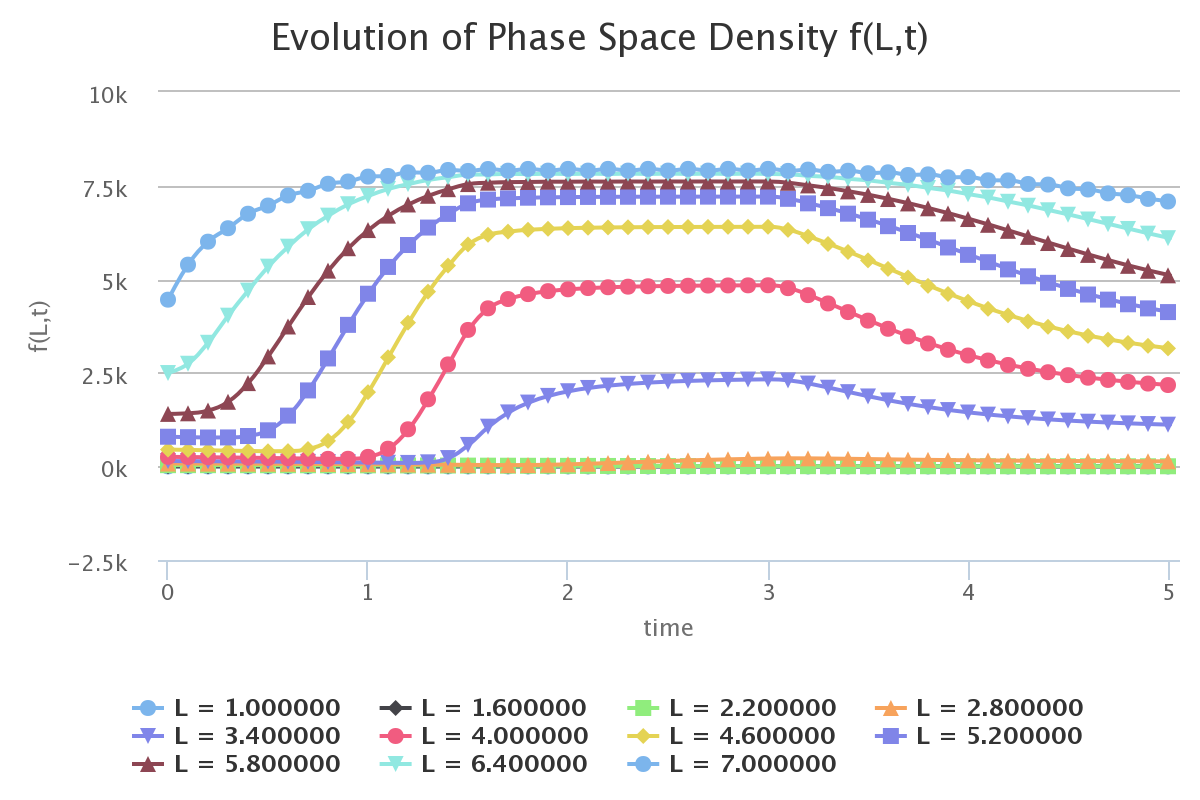 Evolution of Phase Space Density f(L,t)
10k
7.5k
5k
2.5k
0k
−2.5k
f(L,t)
0 1 2 3 4 5
time
L = 1.000000 L = 1.600000 L = 2.200000 L = 2.800000
L = 3.400000 L = 4.000000 L = 4.600000 L = 5.200000
L = 5.800000 L = 6.400000 L = 7.000000